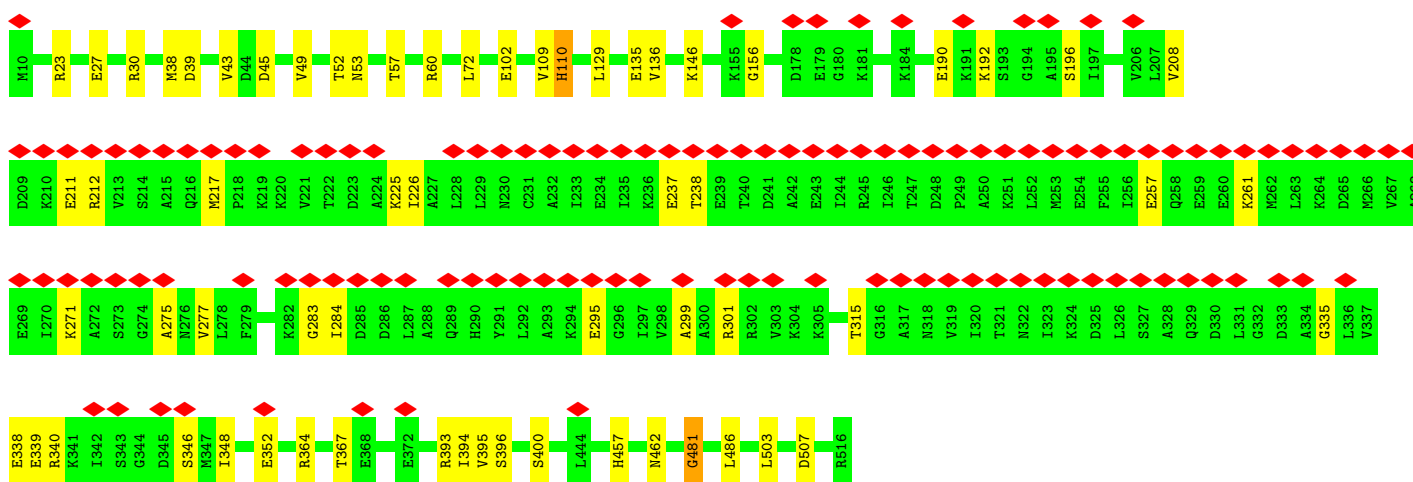 M10 R23 E27 R30 M38 D39 V43 D44 D45 V49 T52 N53 T57 R60 L72 E102 V109 H110 L129 E135 V136 K146 K155 G156 D178 E179 G180 K181 K184 E190 K191 K192 S193 G194 A195 S196 I197 V206 L207 V208
D209 K210 E211 R212 V213 S214 A215 Q216 M217 P218 K219 K220 V221 T222 D223 A224 K225 I226 A227 L228 L229 N230 C231 A232 I233 E234 I235 K236 E237 T238 E239 T240 D241 A242 E243 I244 R245 I246 T247 D248 P249 A250 K251 L252 M253 E254 F255 I256 E257 Q258 E259 E260 K261 M262 L263 K264 D265 M266 V267
E269 I270 K271 A272 S273 G274 A275 N276 V277 L278 F279 K282 G283 I284 D285 D286 L287 A288 Q289 H290 Y291 L292 A293 K294 E295 G296 I297 V298 A299 A300 R301 R302 V303 K304 K305 T315 G316 A317 N318 V319 I320 T321 N322 I323 K324 D325 L326 S327 A328 Q329 D330 L331 G332 D333 A334 G335 L336 V337
E338 E339 R340 K341 I342 S343 G344 D345 S346 M347 I348 E352 R364 T367 E368 E372 R393 I394 V395 S396 S400 L444 H457 N462 G481 L486 L503 D507 R516